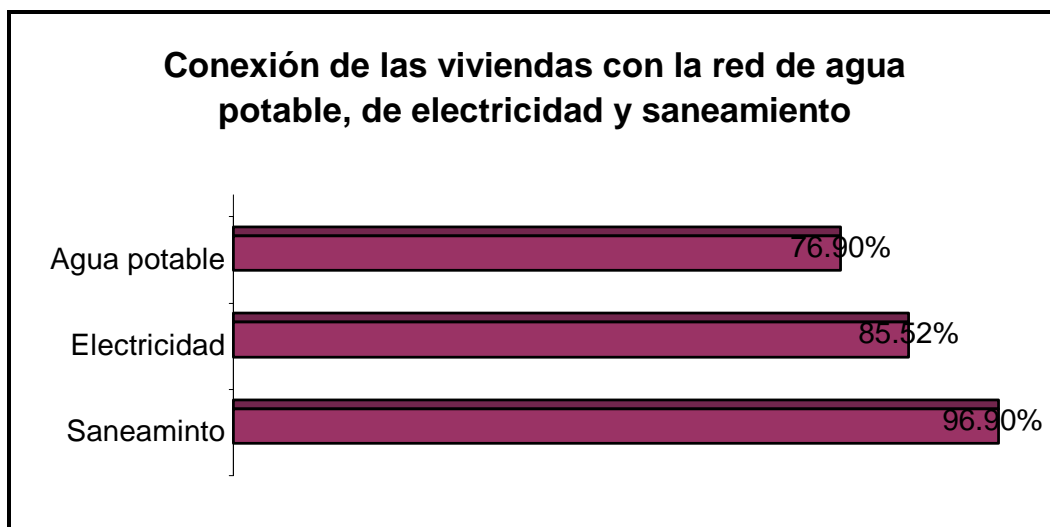 Conexión de las viviendas con la red de agua
potable, de electricidad y saneamiento
Agua potable
76.90%
Electricidad
85.52%
Saneaminto
96.90%